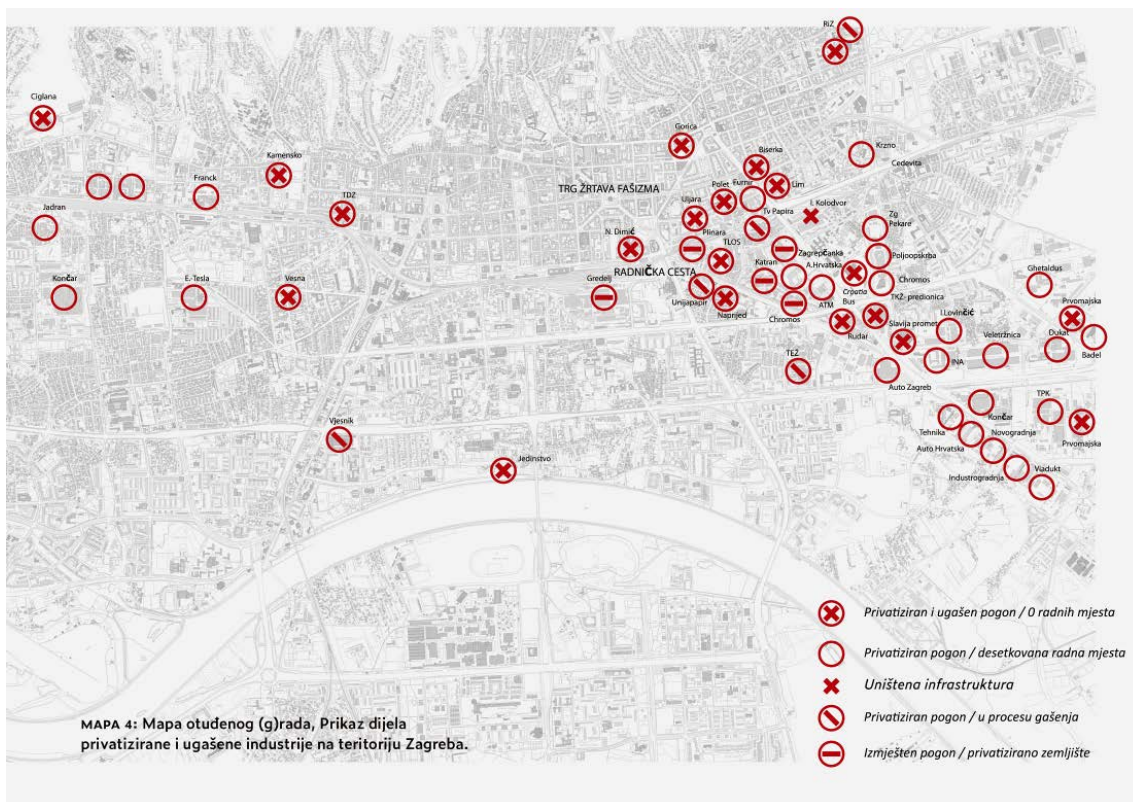 RiZ
Ciglana
Gorica
Krzno
Biserka
Kamensko
Cedevita
Franck
TRG ŽRTAVA FAŠIZMA
Polet
Furnir
Lim
TDZ
Jadran
Uljara
Tv Papira
I. Kolodvor
Zg
Pekare
N. Dimić
Plinara
TLOS
Zagrepčanka
Poljoopskrba
RADNIČKA CESTA
Katran
A.Hrvatska
Končar
E.-Tesla
Vesna
Gredelj
Chromos
Ghetaldus
Unijapapir
Naprijed
Chromos
ATM
Croatia
Bus
TKZ- predionica
Prvomajska
Rudar
Slavija promet
I.Lovinčić
Veletržnica
Dukat
Badel
TEŽ
INA
Auto Zagreb
TPK
Končar
Vjesnik
Tehnika
Novogradnja
Prvomajska
Auto Hrvatska
Jedinstvo
Industrogradnja
Viadukt
Privatiziran i ugašen pogon / 0 radnih mjesta
Privatiziran pogon / desetkovana radna mjesta
Uništena infrastruktura
Privatiziran pogon / u procesu gašenja
Izmješten pogon / privatizirano zemljište
MAPA 4: Mapa otuđenog (g)rada, Prikaz dijela
privatizirane i ugašene industrije na teritoriju Zagreba.